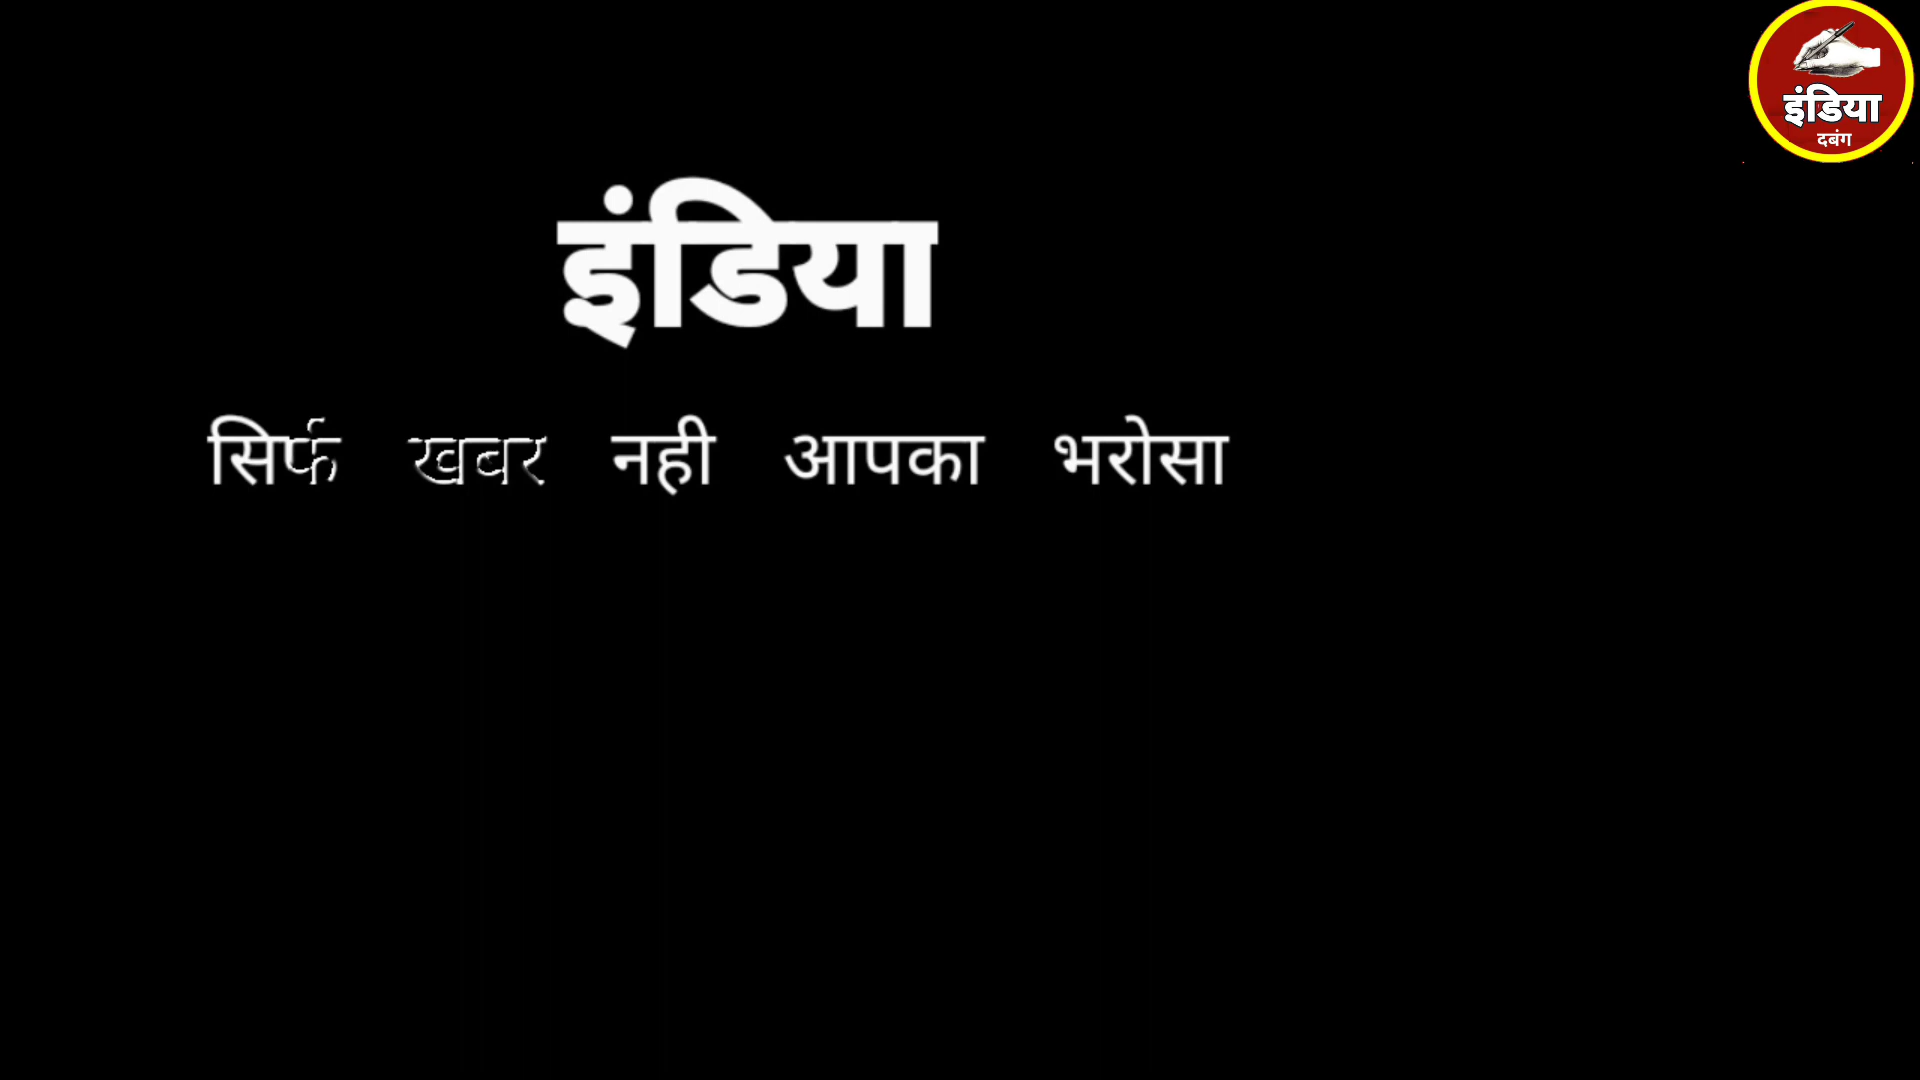 इंडिया
सिर्फ खबर नही आपका भरोसा
इंडिया
दबंग